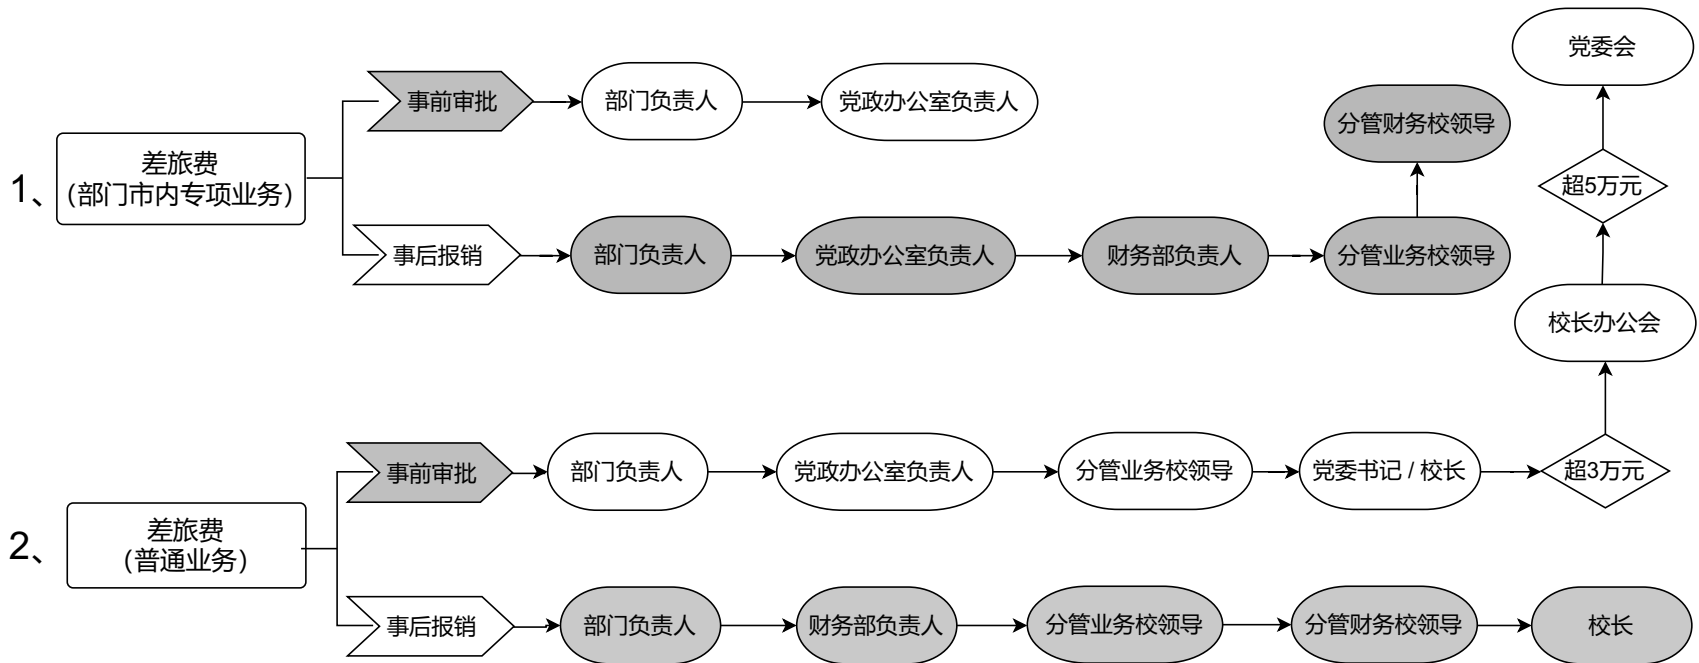 1、
差旅费
（部门市内专项业务）
事前审批
部门负责人
党政办公室负责人
事后报销
部门负责人
党政办公室负责人
财务部负责人
分管业务校领导
分管财务校领导
2、
差旅费
（普通业务）
事前审批
部门负责人
党政办公室负责人
分管业务校领导
党委书记 / 校长
超3万元
校长办公会
超5万元
党委会
事后报销
部门负责人
财务部负责人
分管业务校领导
分管财务校领导
校长